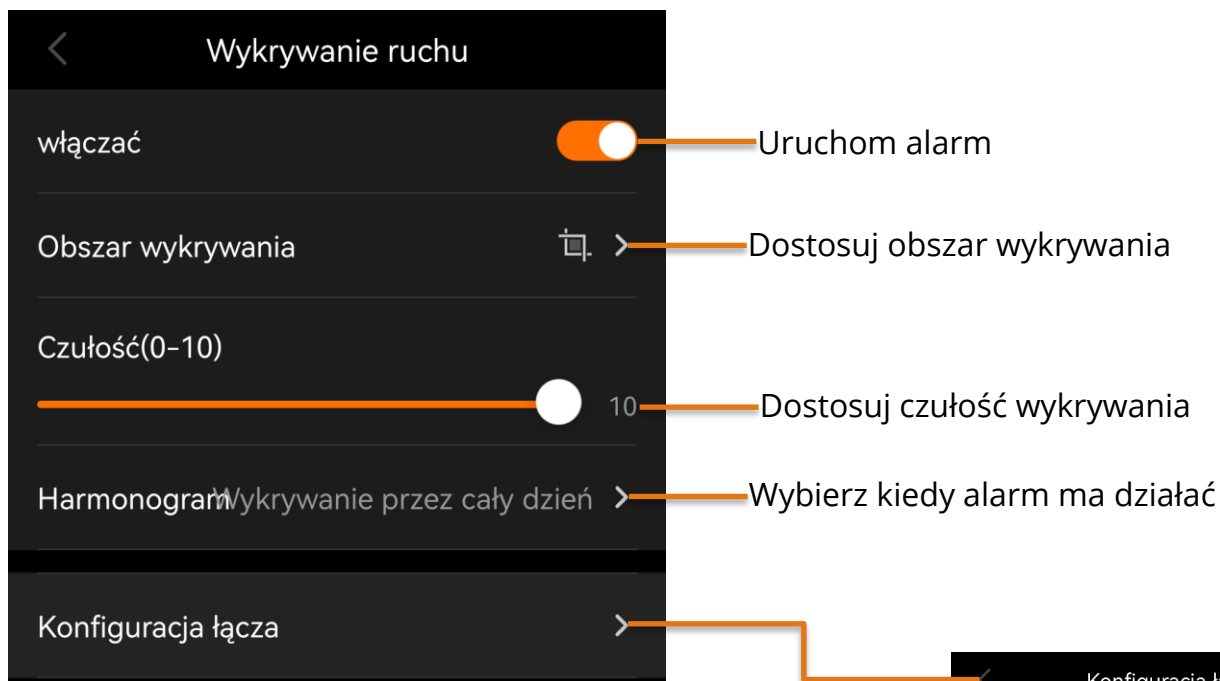 Wykrywanie ruchu
włączać
Uruchom alarm
Obszar wykrywania
Dostosuj obszar wykrywania
Czułość(0-10)
10
Dostosuj czułość wykrywania
Harmonogram Wykrywanie przez cały dzień
Wybierz kiedy alarm ma działać
Konfiguracja łącza
Konfiguracja